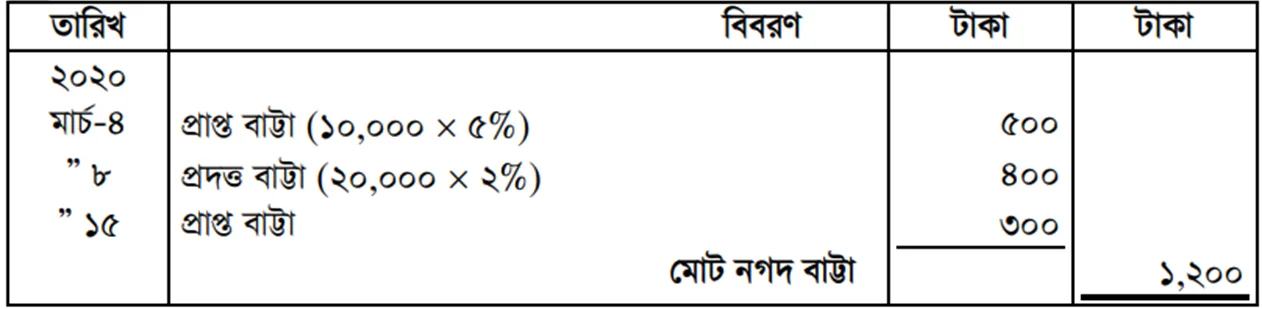 তারিখ বিবরণ টাকা টাকা
২০২০
মার্চ-৪ প্রাপ্ত বাট্টা (১০,০০০ × ৫%) ৫০০
” ৮ প্রদত্ত বাট্টা (২০,০০০ × ২%) ৪০০
” ১৫ প্রাপ্ত বাট্টা ৩০০
মোট নগদ বাট্টা ১,২০০